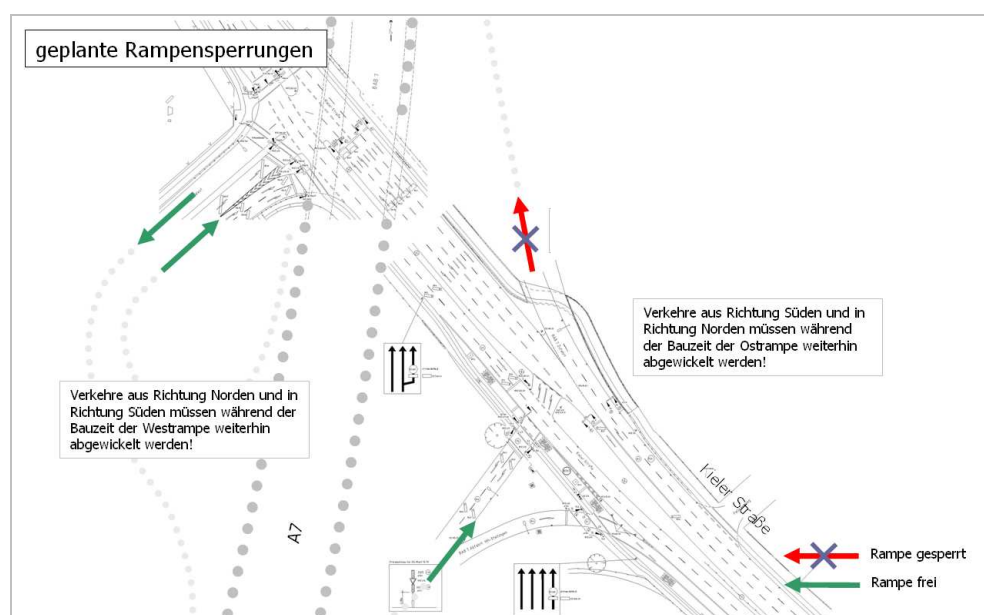 geplante Rampensperrungen
BAB 7
Verkehre aus Richtung Süden und in
Richtung Norden müssen während
der Bauzeit der Ostrampe weiterhin
abgewickelt werden!
Verkehre aus Richtung Norden und in
Richtung Süden müssen während der
Bauzeit der Westrampe weiterhin
abgewickelt werden!
A7
Kieler Straße
Rampe gesperrt
Rampe frei